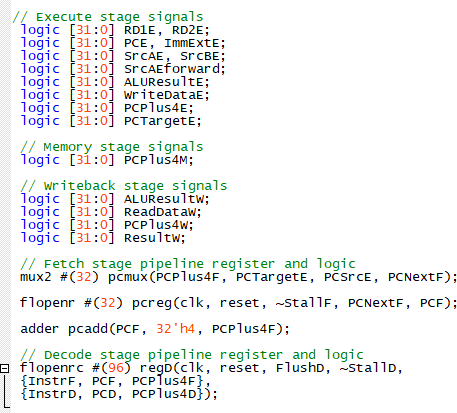 // Execute stage signals
logic [31:0] RD1E, RD2E;
logic [31:0] PCE, ImmExtE;
logic [31:0] SrcAE, SrcBE;
logic [31:0] SrcAEforward;
logic [31:0] ALUResultE;
logic [31:0] WriteDataE;
logic [31:0] PCPlus4E;
logic [31:0] PCTargetE;
// Memory stage signals
logic [31:0] PCPlus4M;
// Writeback stage signals
logic [31:0] ALUResultW;
logic [31:0] ReadDataW;
logic [31:0] PCPlus4W;
logic [31:0] ResultW;
// Fetch stage pipeline register and logic
mux2 #(32) pcmux(PCPlus4F, PCTargetE, PCSrcE, PCNextF);
flopenr #(32) pcreg(clk, reset, ~StallF, PCNextF, PCF);
adder pcadd(PCF, 32'h4, PCPlus4F);
// Decode stage pipeline register and logic
flopenrc #(96) regD(clk, reset, FlushD, ~StallD,
{InstrF, PCF, PCPlus4F},
{InstrD, PCD, PCPlus4D});